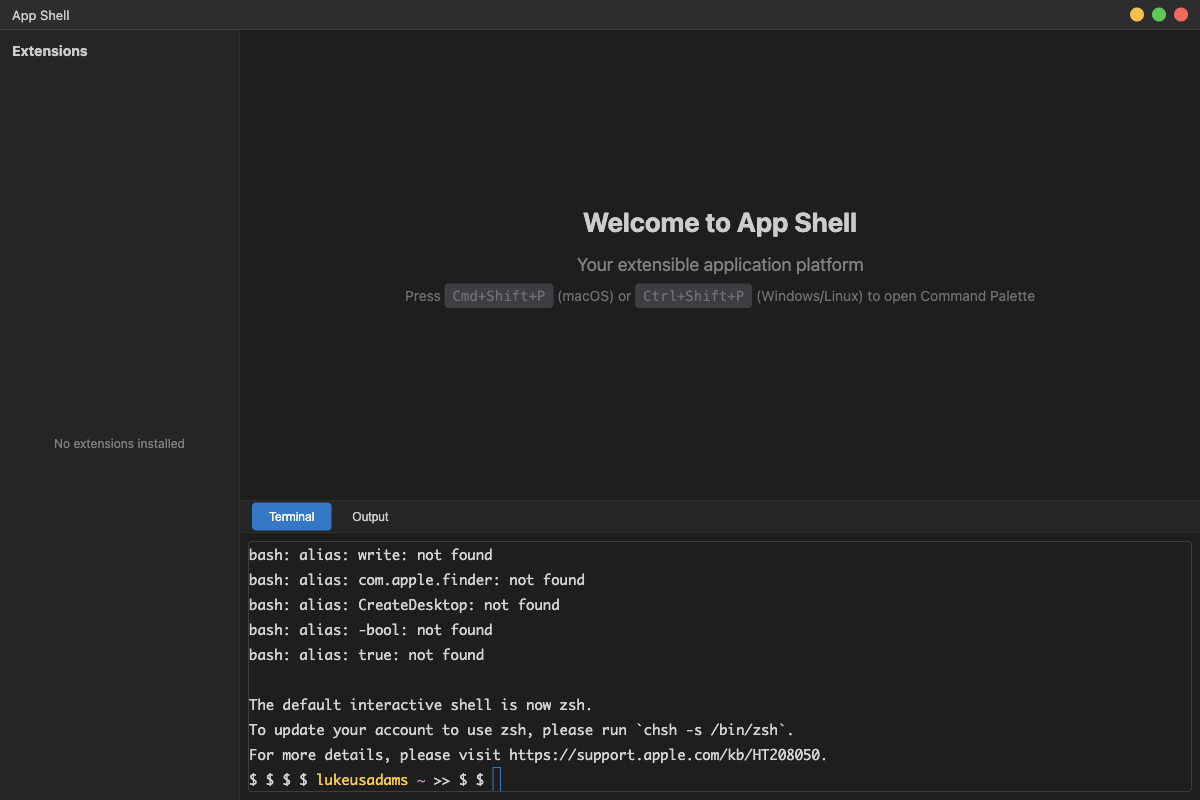 App Shell
Extensions
No extensions installed
Welcome to App Shell
Your extensible application platform
Press Cmd+Shift+P (macOS) or Ctrl+Shift+P (Windows/Linux) to open Command Palette
Terminal Output
bash: alias: write: not found
bash: alias: com.apple.finder: not found
bash: alias: CreateDesktop: not found
bash: alias: -bool: not found
bash: alias: true: not found
The default interactive shell is now zsh.
To update your account to use zsh, please run `chsh -s /bin/zsh`.
For more details, please visit https://support.apple.com/kb/HT208050.
$ $ $ $ lukeusadams ~ >> $ $